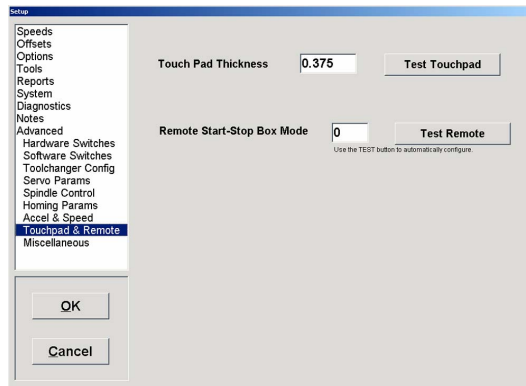 Setup
Speeds
Offsets
Options
Tools
Reports
System
Diagnostics
Notes
Advanced
Hardware Switches
Software Switches
Toolchanger Config
Servo Params
Spindle Control
Homing Params
Accel & Speed
Touchpad & Remote
Miscellaneous
OK
Cancel
Touch Pad Thickness 0.375 Test Touchpad
Remote Start-Stop Box Mode 0 Test Remote
Use the TEST button to automatically configure.